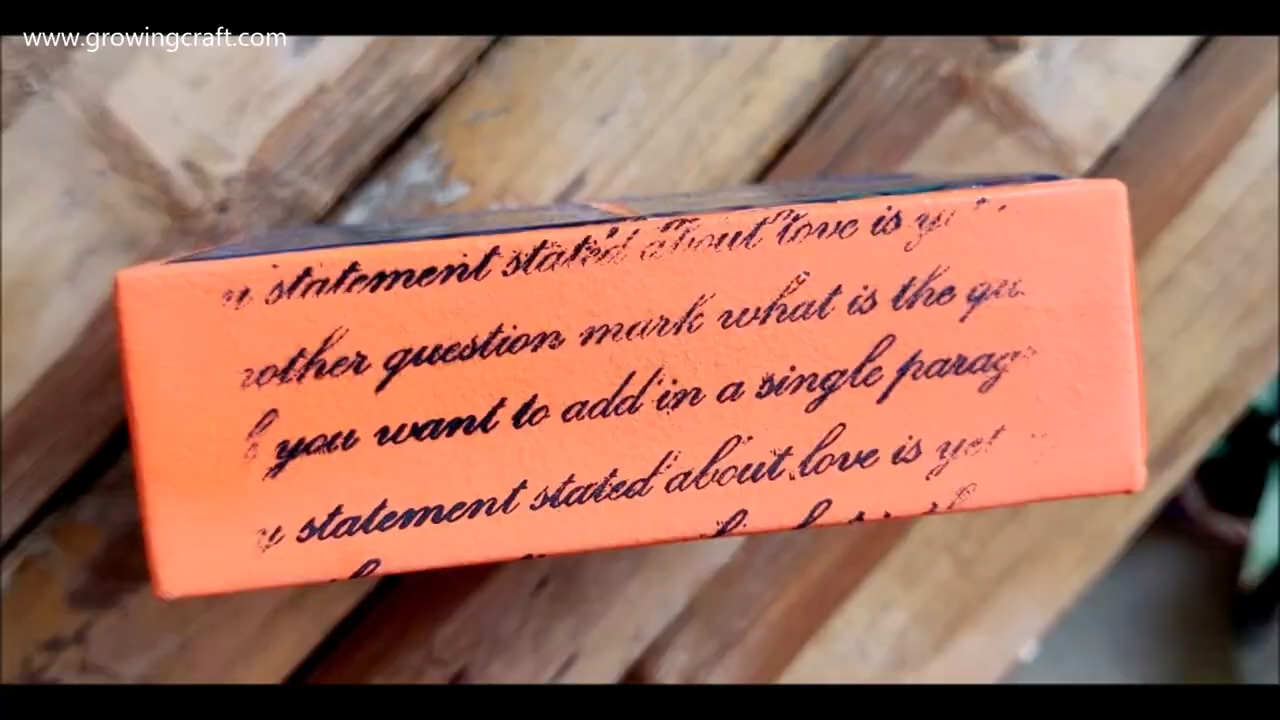 www.growingcraft.com
statement stated about love is
question mark what is the
you want to add in a single
statement stated about love is yet